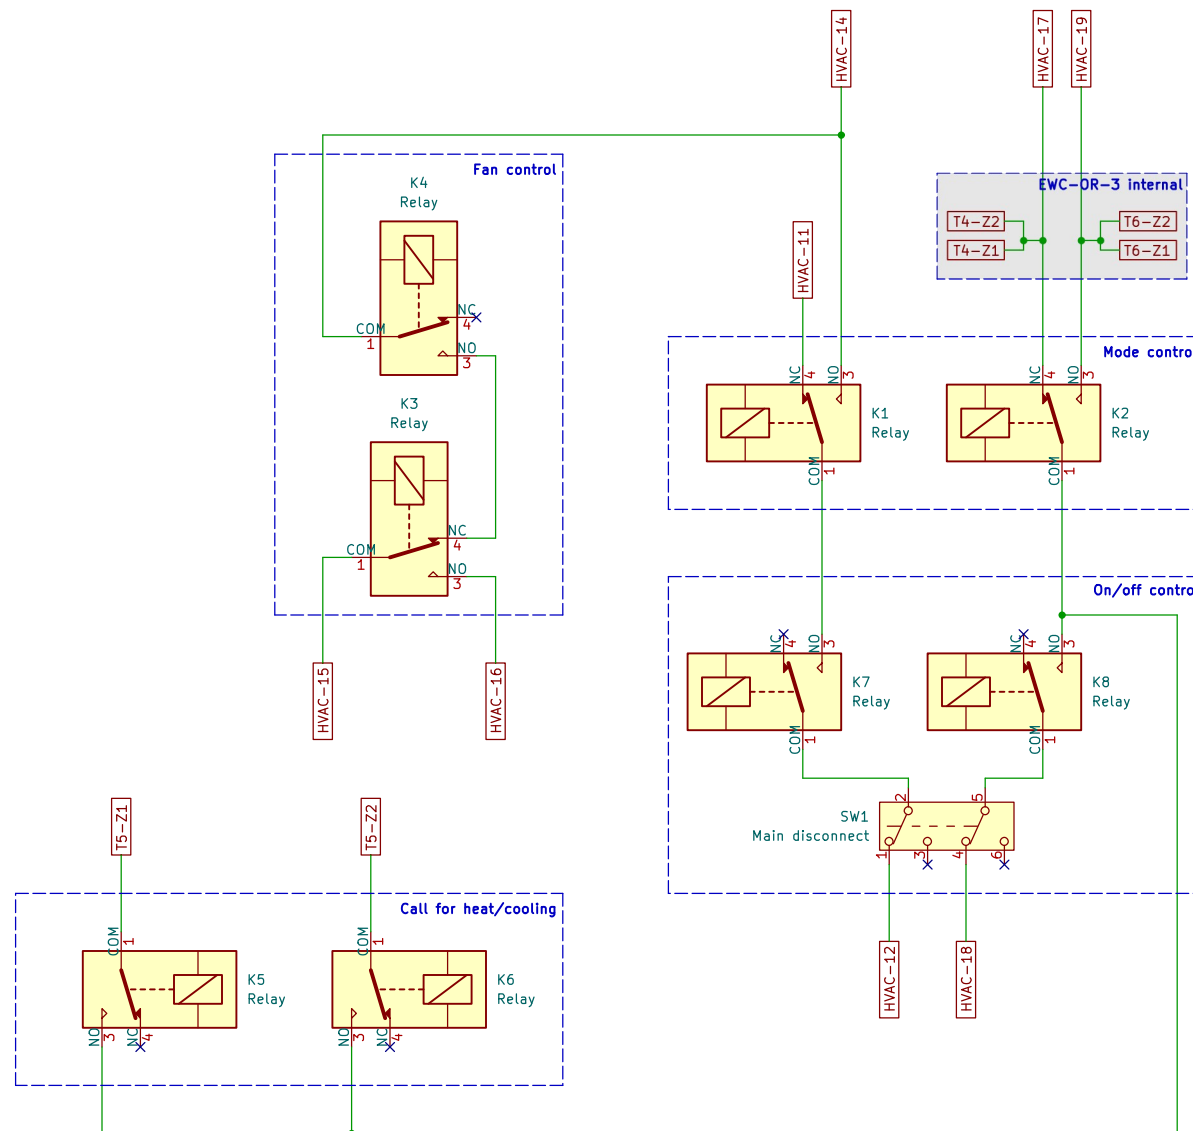 HVAC-14
HVAC-17
HVAC-19
Fan control
K4
Relay
EWC-OR-3 internal
T4-Z2
T6-Z2
T4-Z1
T6-Z1
HVAC-11
NC
4
COM
1
NO
3
Mode contro
NC
4
NO
3
NC
4
NO
3
K3
Relay
K1
Relay
K2
Relay
COM
1
COM
1
NC
4
COM
1
NO
3
On/off contro
NC
4
NO
3
NC
4
NO
3
HVAC-15
HVAC-16
K7
Relay
K8
Relay
COM
1
COM
1
T5-Z1
T5-Z2
2
5
SW1
Main disconnect
1
3
4
6
Call for heat/cooling
COM
1
COM
1
HVAC-12
HVAC-18
K5
Relay
K6
Relay
NO
3
NC
4
NO
3
NC
4